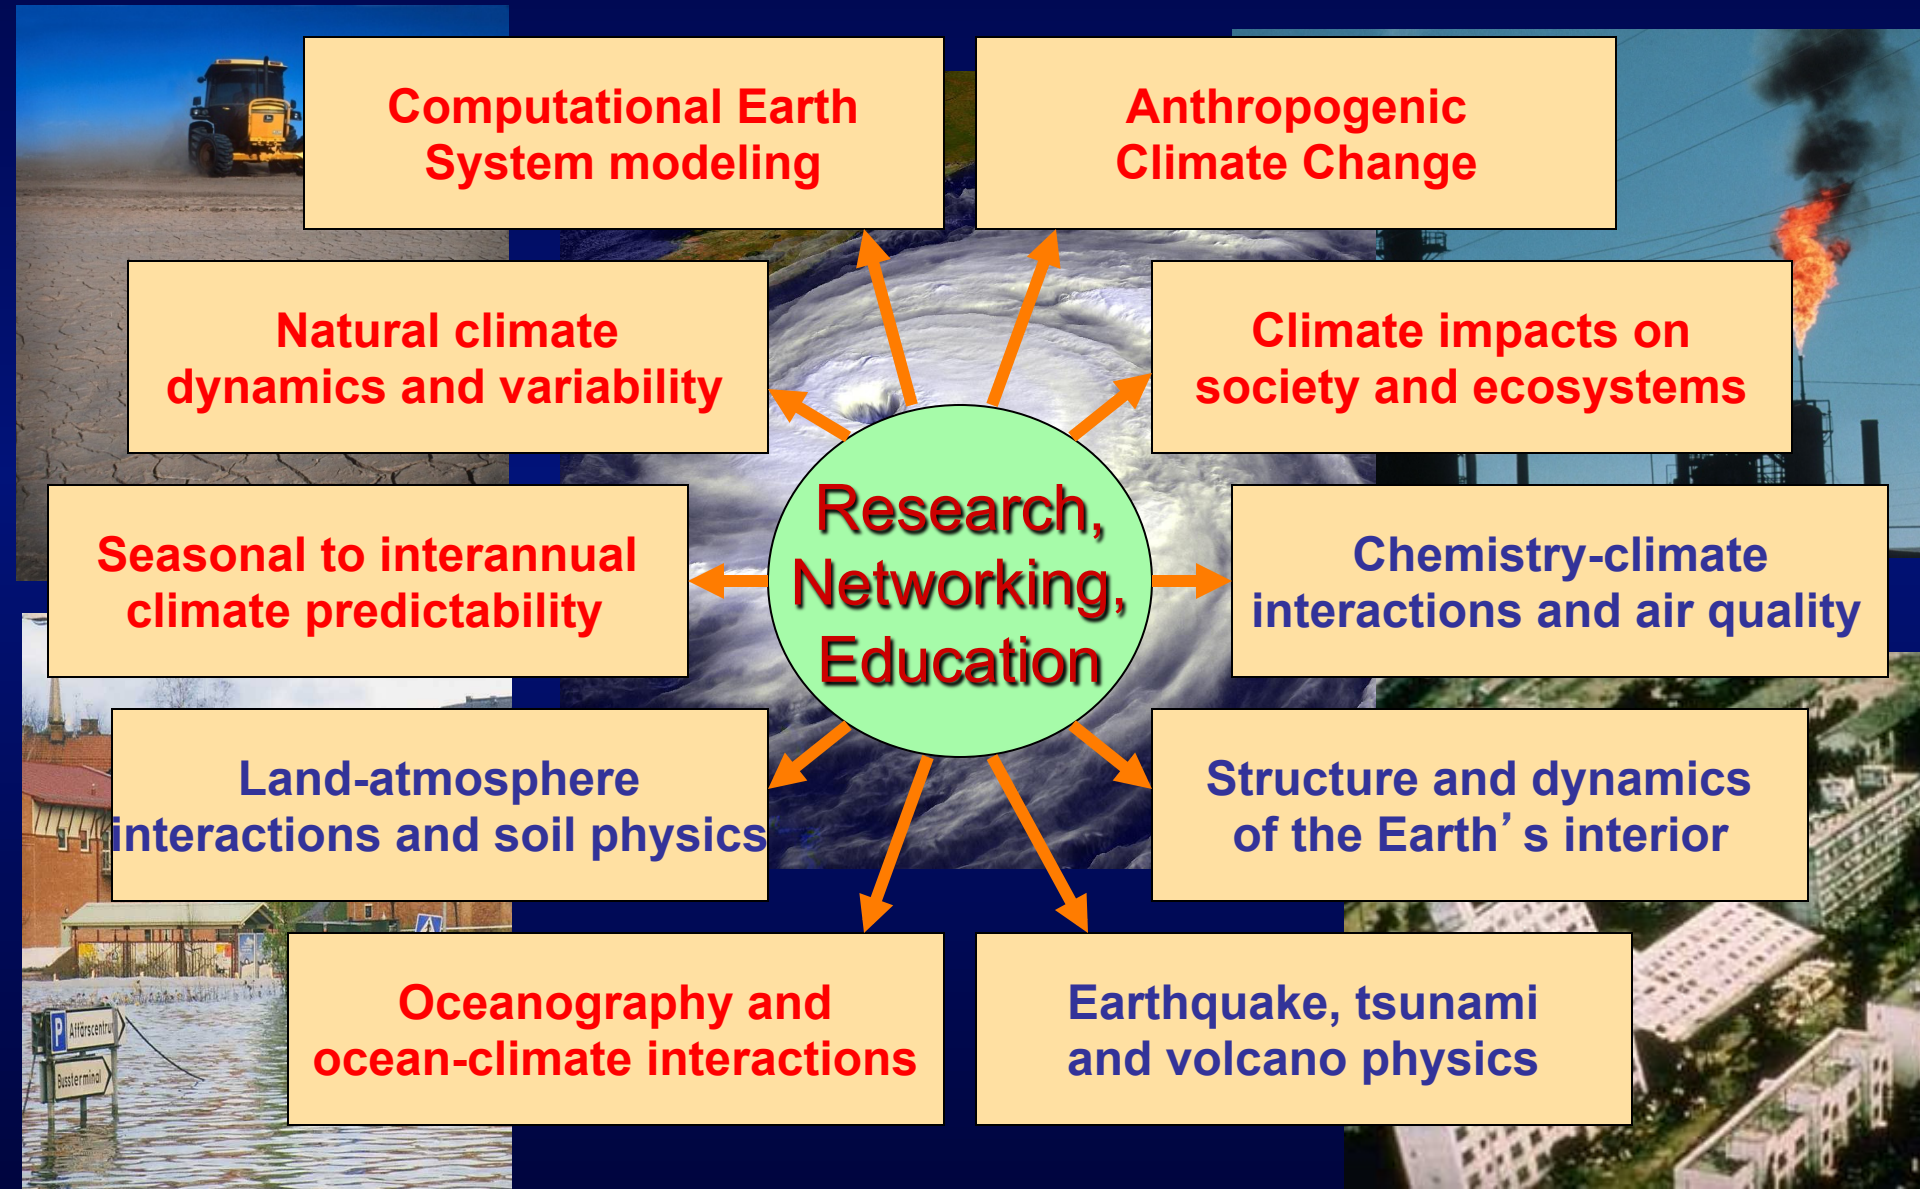 Computational Earth
System modeling
Anthropogenic
Climate Change
Natural climate
dynamics and variability
Climate impacts on
society and ecosystems
Seasonal to interannual
climate predictability
Research,
Networking,
Education
Chemistry-climate
interactions and air quality
Land-atmosphere
interactions and soil physics
Structure and dynamics
of the Earth’s interior
Oceanography and
ocean-climate interactions
Earthquake, tsunami
and volcano physics
P Affärscentrum
Bussterminal